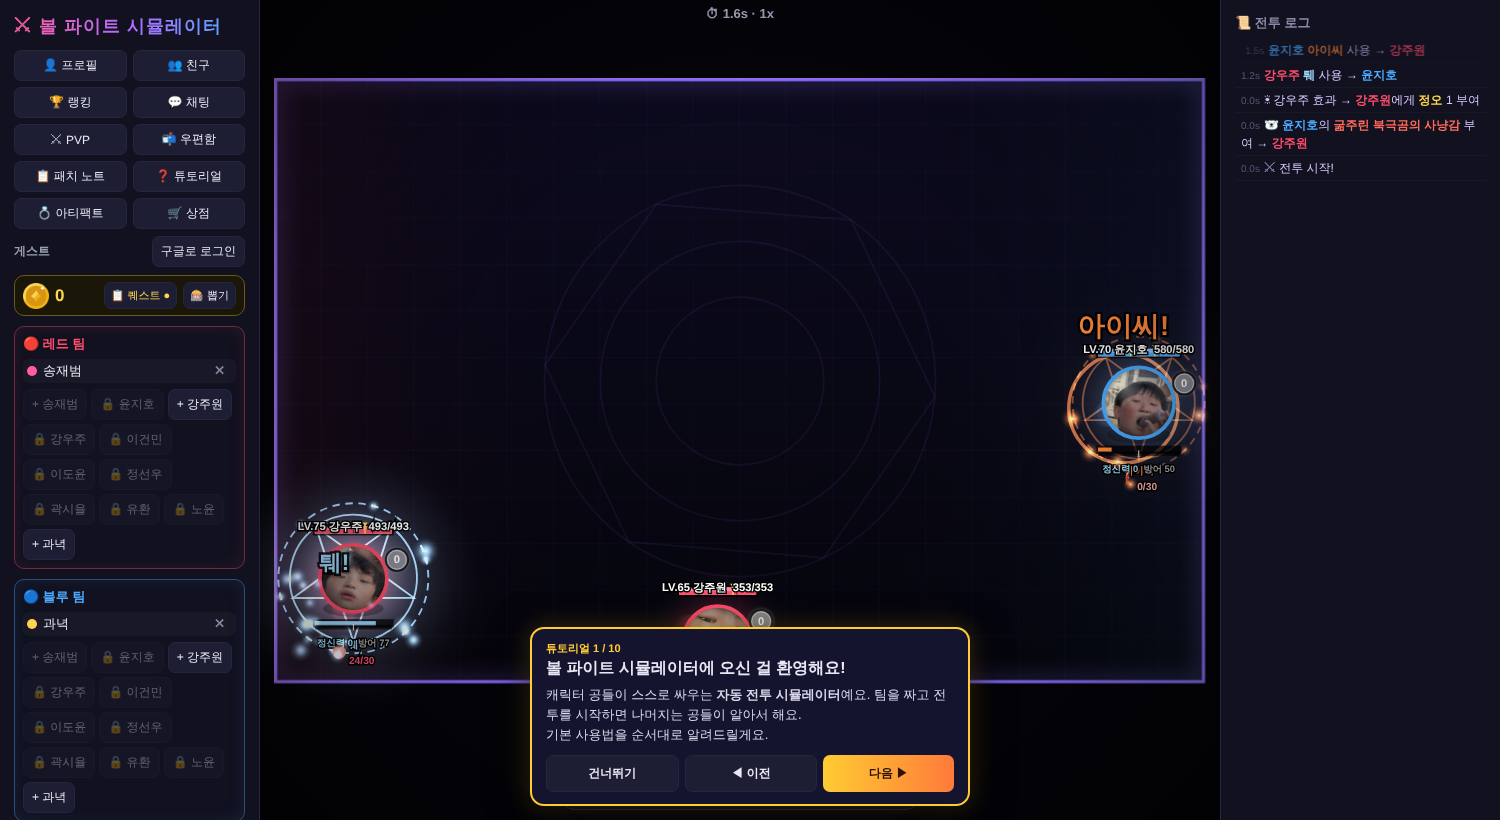 ⚔ 볼 파이트 시뮬레이터
👤 프로필
👥 친구
🏆 랭킹
💬 채팅
⚔ PVP
📬 우편함
📋 패치 노트
❓ 튜토리얼
💍 아티팩트
🛒 상점
게스트
구글로 로그인
0
📋 퀘스트 ●
🎰 뽑기
🔴 레드 팀
송재범 ✕
+ 송재범
🔒 윤지호
+ 강주원
🔒 강우주
🔒 이건민
🔒 이도윤
🔒 정선우
🔒 곽시율
🔒 유환
🔒 노윤
+ 과녁
🔵 블루 팀
과녁 ✕
+ 송재범
🔒 윤지호
+ 강주원
🔒 강우주
🔒 이건민
🔒 이도윤
🔒 정선우
🔒 곽시율
🔒 유환
🔒 노윤
+ 과녁
⏱ 1.6s · 1x
아이씨!
LV.70 윤지호 580/580
0
정신력 0 방어 50
0/30
LV.75 강우주 493/493
퉤!
0
정신력 0 방어 77
24/30
LV.65 강주원 353/353
0
튜토리얼 1 / 10
볼 파이트 시뮬레이터에 오신 걸 환영해요!
캐릭터 공들이 스스로 싸우는 자동 전투 시뮬레이터예요. 팀을 짜고 전
투를 시작하면 나머지는 공들이 알아서 해요.
기본 사용법을 순서대로 알려드릴게요.
건너뛰기
◀ 이전
다음 ▶
📜 전투 로그
1.5s 윤지호 아이씨 사용 → 강주원
1.2s 강우주 퉤 사용 → 윤지호
0.0s 강우주 효과 → 강주원에게 정오 1 부여
0.0s 🐻‍❄️ 윤지호의 굶주린 북극곰의 사냥감 부
여 → 강주원
0.0s ⚔ 전투 시작!